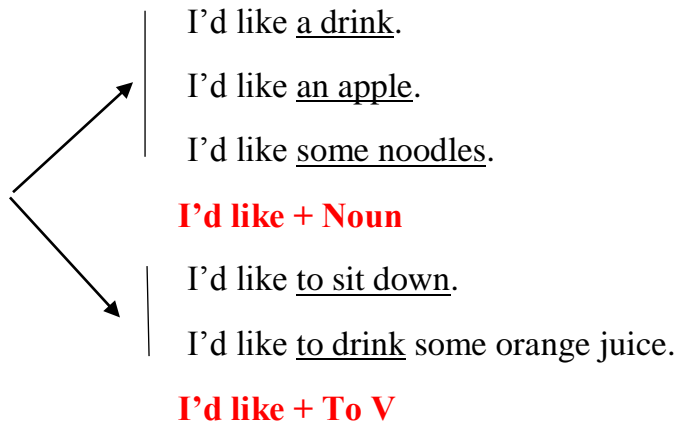 I’d like a drink.
I’d like an apple.
I’d like some noodles.
I’d like + Noun
I’d like to sit down.
I’d like to drink some orange juice.
I’d like + To V